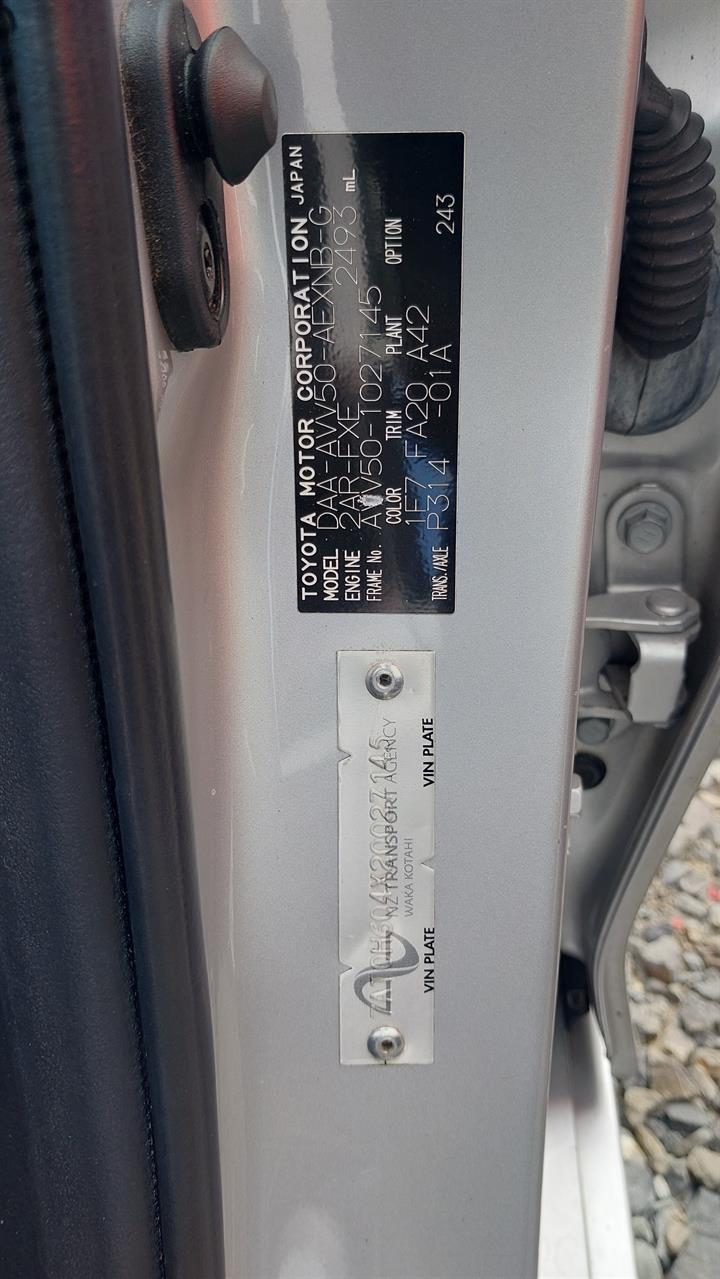 TOYOTA MOTOR CORPORATION JAPAN
MODEL DAA-AVV50-AEXNB-G
ENGINE 2AR-FXE 2493 mL
FRAME No. AVV50-1027145
COLOR TRIM PLANT OPTION
1F7 FA20 A42
TRANS./AXLE P314 -01A 243
7AT0H604X20027145
NZ TRANSPORT AGENCY
WAKA KOTAHI
VIN PLATE VIN PLATE